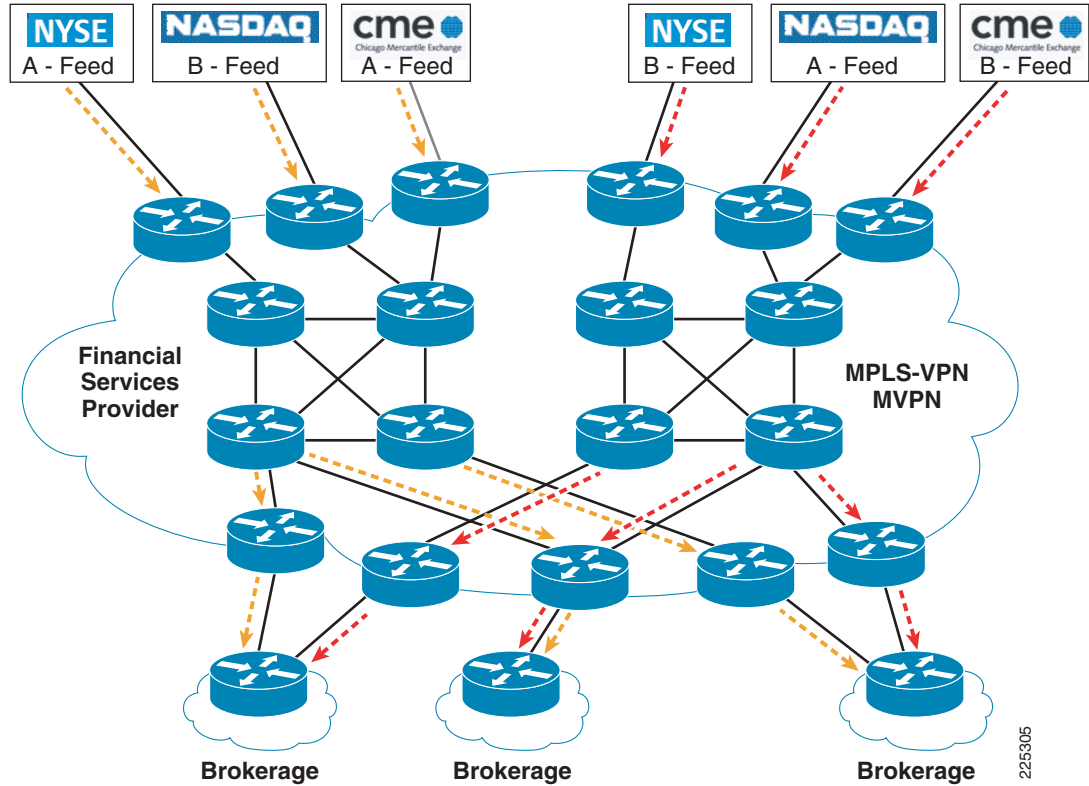 NYSE
A - Feed
NASDAQ
B - Feed
cme
Chicago Mercantile Exchange
A - Feed
NYSE
B - Feed
NASDAQ
A - Feed
cme
Chicago Mercantile Exchange
B - Feed
Financial
Services
Provider
MPLS-VPN
MVPN
Brokerage
Brokerage
Brokerage
225305